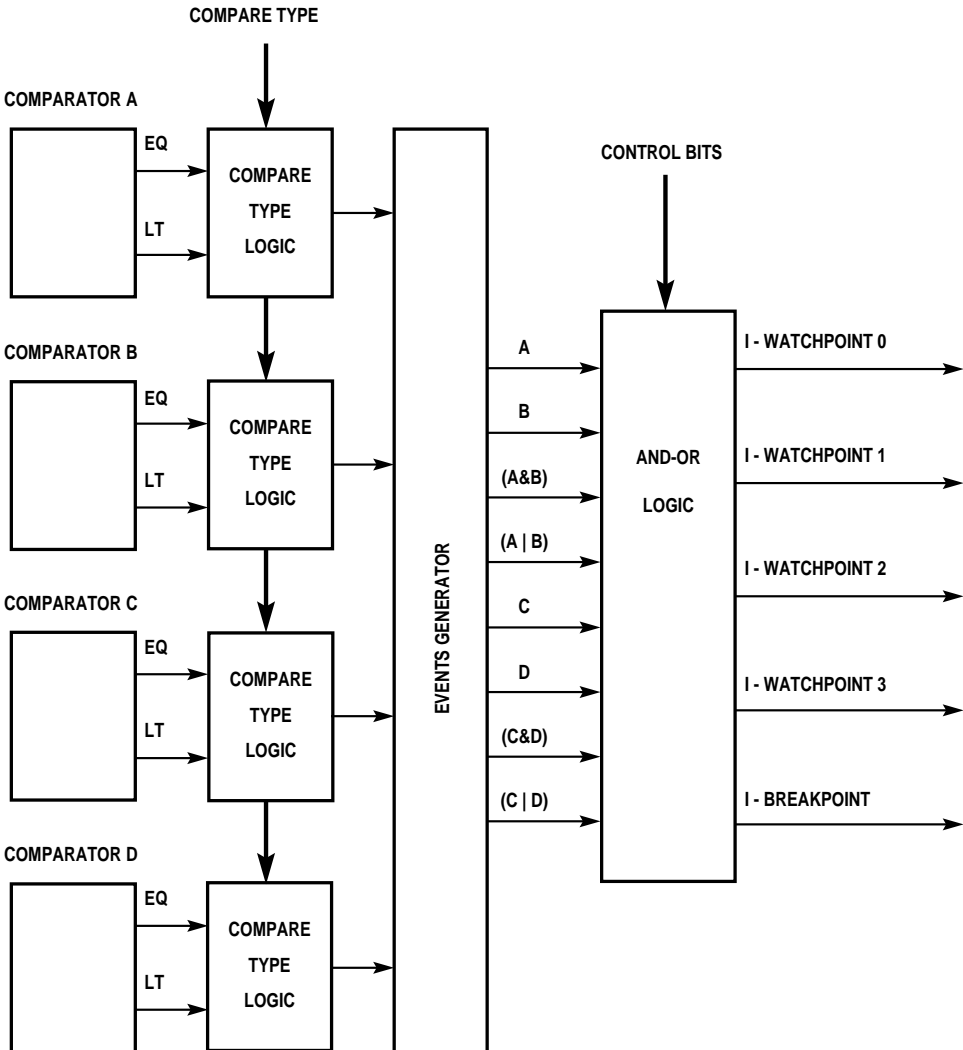 COMPARE TYPE
COMPARATOR A
EQ
LT
COMPARE
TYPE
LOGIC
COMPARATOR B
EQ
LT
COMPARE
TYPE
LOGIC
COMPARATOR C
EQ
LT
COMPARE
TYPE
LOGIC
COMPARATOR D
EQ
LT
COMPARE
TYPE
LOGIC
EVENTS GENERATOR
A
B
(A&B)
(A | B)
C
D
(C&D)
(C | D)
CONTROL BITS
AND-OR
LOGIC
I - WATCHPOINT 0
I - WATCHPOINT 1
I - WATCHPOINT 2
I - WATCHPOINT 3
I - BREAKPOINT